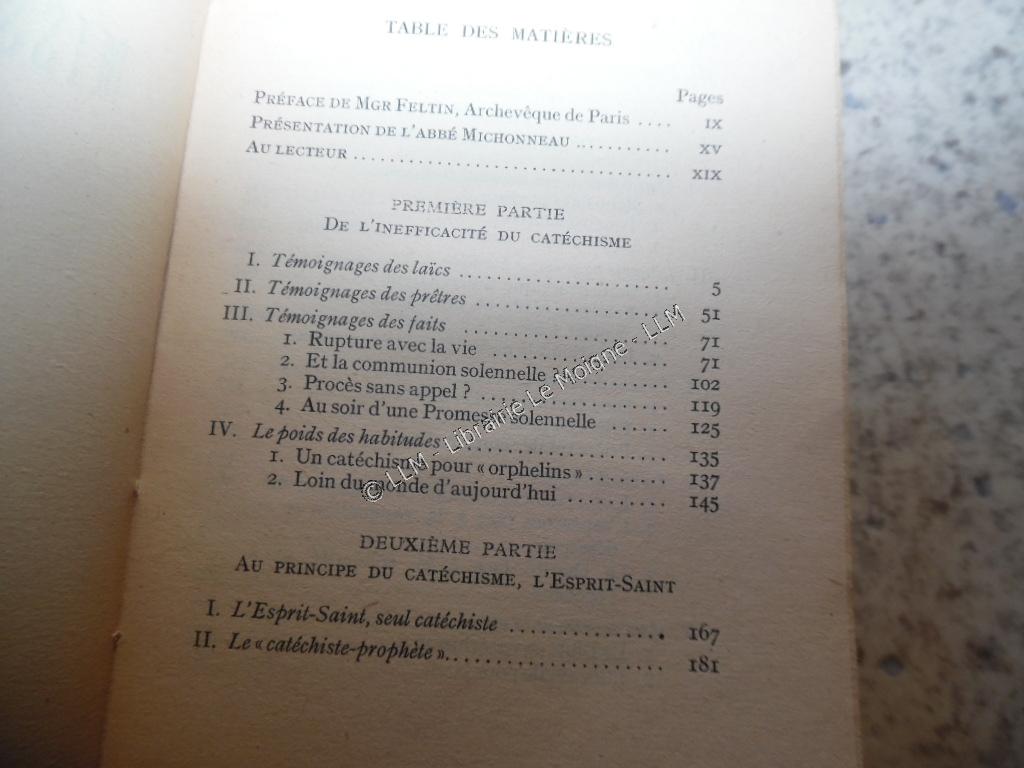 TABLE DES MATIÈRES
Pages
PRÉFACE DE MGR FELTIN, Archevêque de Paris .... IX
PRÉSENTATION DE L'ABBÉ MICHONNEAU ............ XV
AU LECTEUR .................................. XIX
PREMIÈRE PARTIE
DE L'INEFFICACITÉ DU CATÉCHISME
I. Témoignages des laïcs ........................ 5
II. Témoignages des prêtres ..................... 51
III. Témoignages des faits ...................... 71
1. Rupture avec la vie .................... 71
2. Et la communion solennelle ? ............ 102
3. Procès sans appel ? .................... 119
4. Au soir d'une Promesse solennelle ...... 125
IV. Le poids des habitudes ..................... 135
1. Un catéchisme pour « orphelins » ......... 137
2. Loin du monde d'aujourd'hui ........... 145
DEUXIÈME PARTIE
AU PRINCIPE DU CATÉCHISME, L'ESPRIT-SAINT
I. L'Esprit-Saint, seul catéchiste ................ 167
II. Le « catéchiste-prophète »...................... 181
© LLM - Librairie Le Moigne - LLM